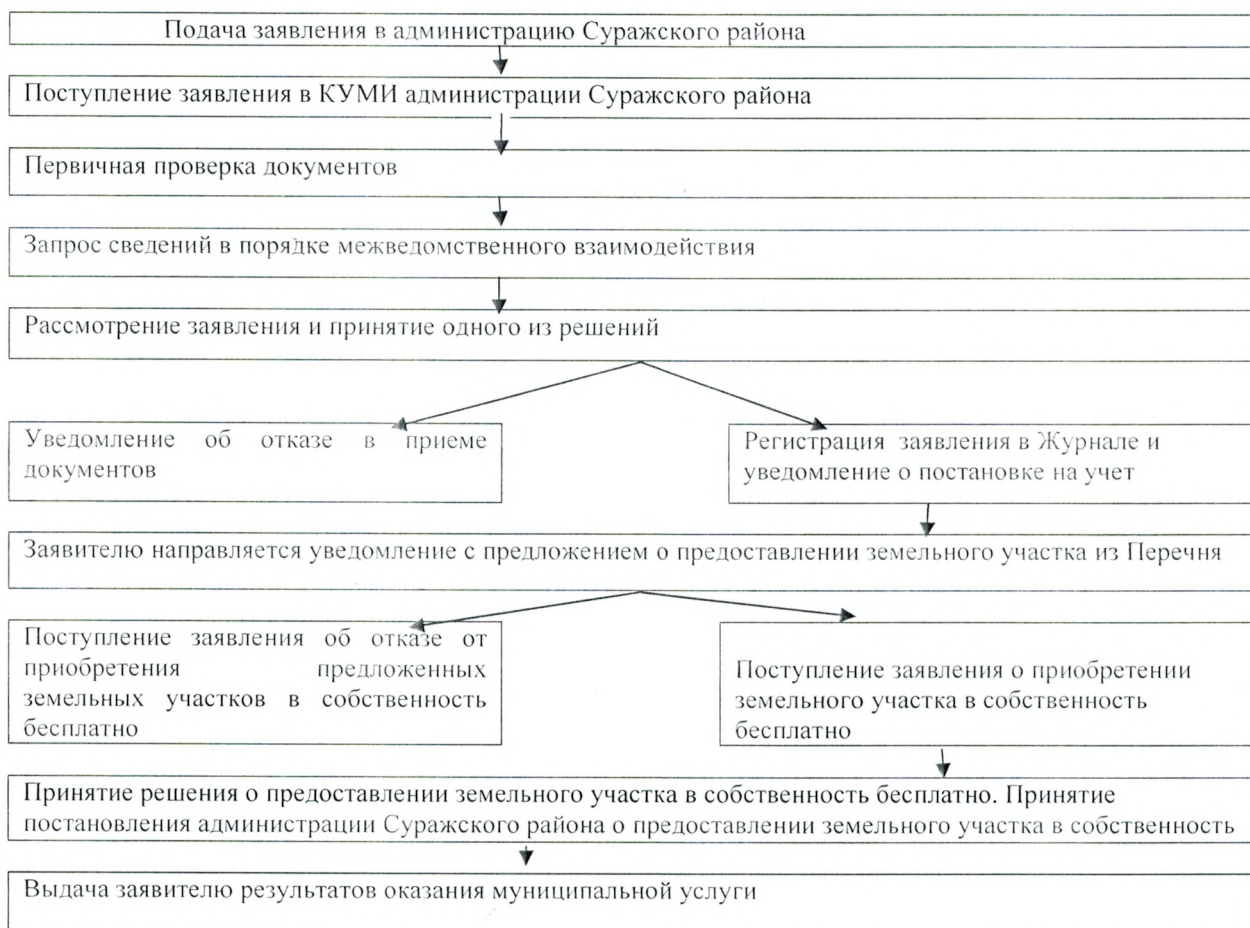 Подача заявления в администрацию Суражского района
Поступление заявления в КУМИ администрации Суражского района
Первичная проверка документов
Запрос сведений в порядке межведомственного взаимодействия
Рассмотрение заявления и принятие одного из решений
Уведомление об отказе в приеме
документов
Регистрация заявления в Журнале и
уведомление о постановке на учет
Заявителю направляется уведомление с предложением о предоставлении земельного участка из Перечня
Поступление заявления об отказе от
приобретения предложенных
земельных участков в собственность
бесплатно
Поступление заявления о приобретении
земельного участка в собственность
бесплатно
Принятие решения о предоставлении земельного участка в собственность бесплатно. Принятие
постановления администрации Суражского района о предоставлении земельного участка в собственность
Выдача заявителю результатов оказания муниципальной услуги